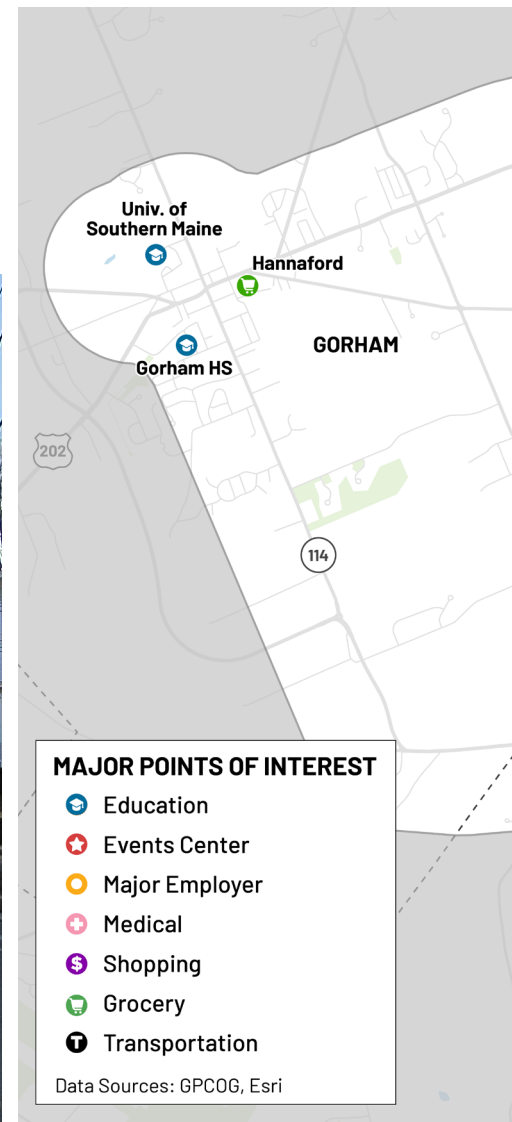 Univ. of
Southern Maine
Hannaford
GORHAM
Gorham HS
202
114
MAJOR POINTS OF INTEREST
Education
Events Center
Major Employer
Medical
$ Shopping
Grocery
T Transportation
Data Sources: GPCOG, Esri